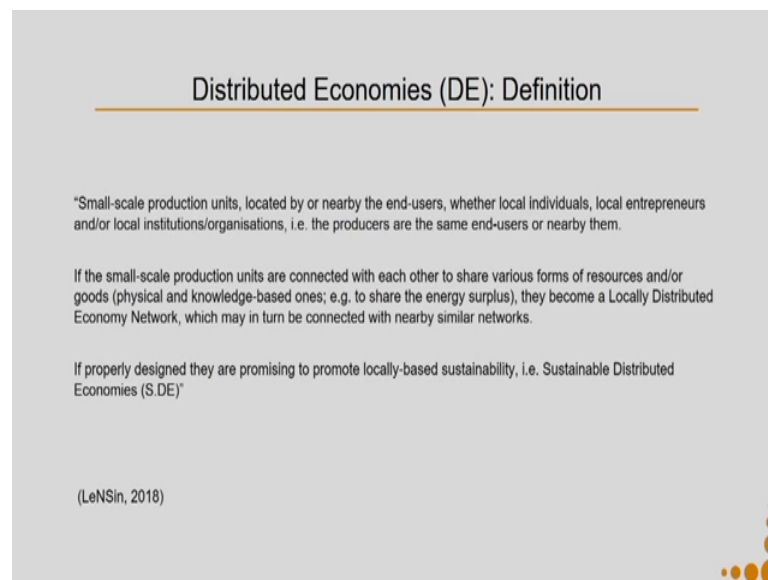 Distributed Economies (DE): Definition
“Small-scale production units, located by or nearby the end-users, whether local individuals, local entrepreneurs
and/or local institutions/organisations, i.e. the producers are the same end-users or nearby them.
If the small-scale production units are connected with each other to share various forms of resources and/or
goods (physical and knowledge-based ones; e.g. to share the energy surplus), they become a Locally Distributed
Economy Network, which may in turn be connected with nearby similar networks.
If properly designed they are promising to promote locally-based sustainability, i.e. Sustainable Distributed
Economies (S.DE)”
(LeNSin, 2018)